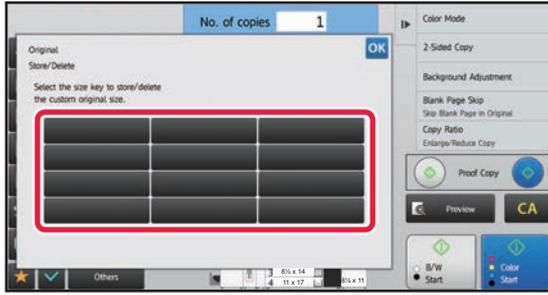 No. of copies 1
Original
OK
Store/Delete
Select the size key to store/delete
the custom original size.
Color Mode
2-Sided Copy
Background Adjustment
Blank Page Skip
Skip Blank Page in Original
Copy Ratio
Enlarge/Reduce Copy
Proof Copy
Preview
CA
B/W
Start
Color
Start
Others
3 8½ x 14
4 11 x 17
8½ x 11